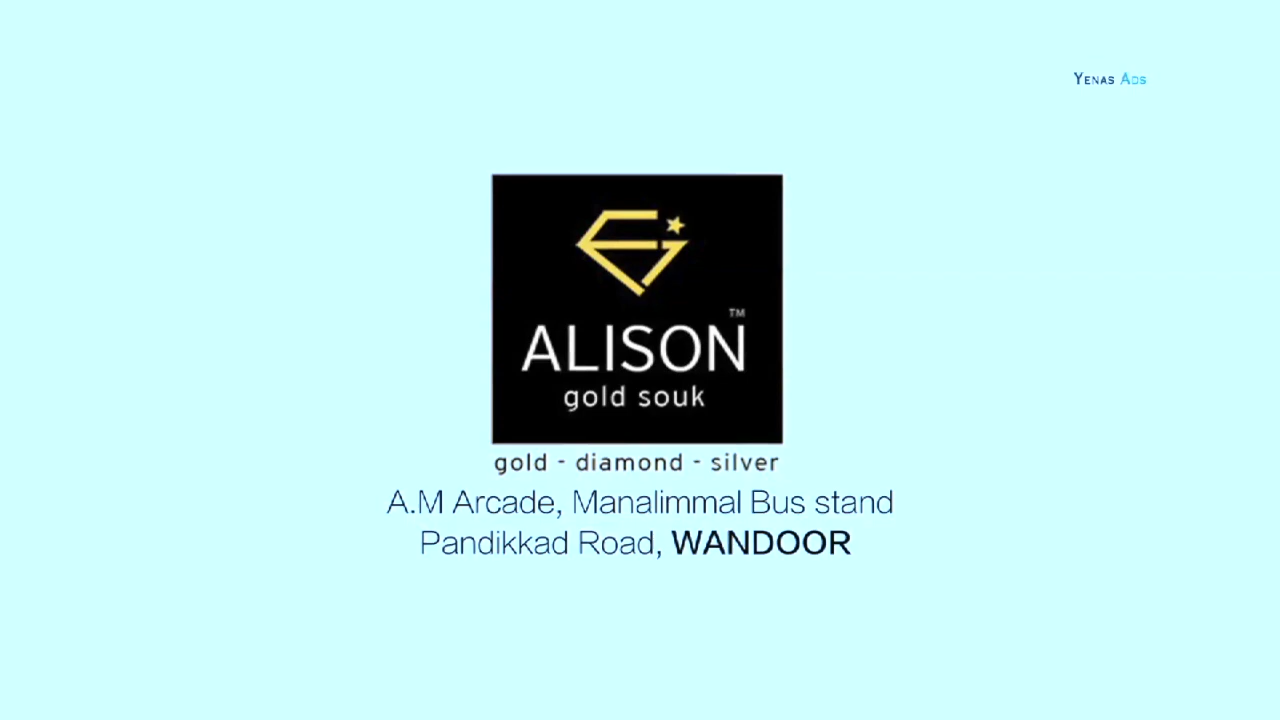 Yenas Ads
ALISON™
gold souk
gold - diamond - silver
A.M Arcade, Manalimmal Bus stand
Pandikkad Road, WANDOOR